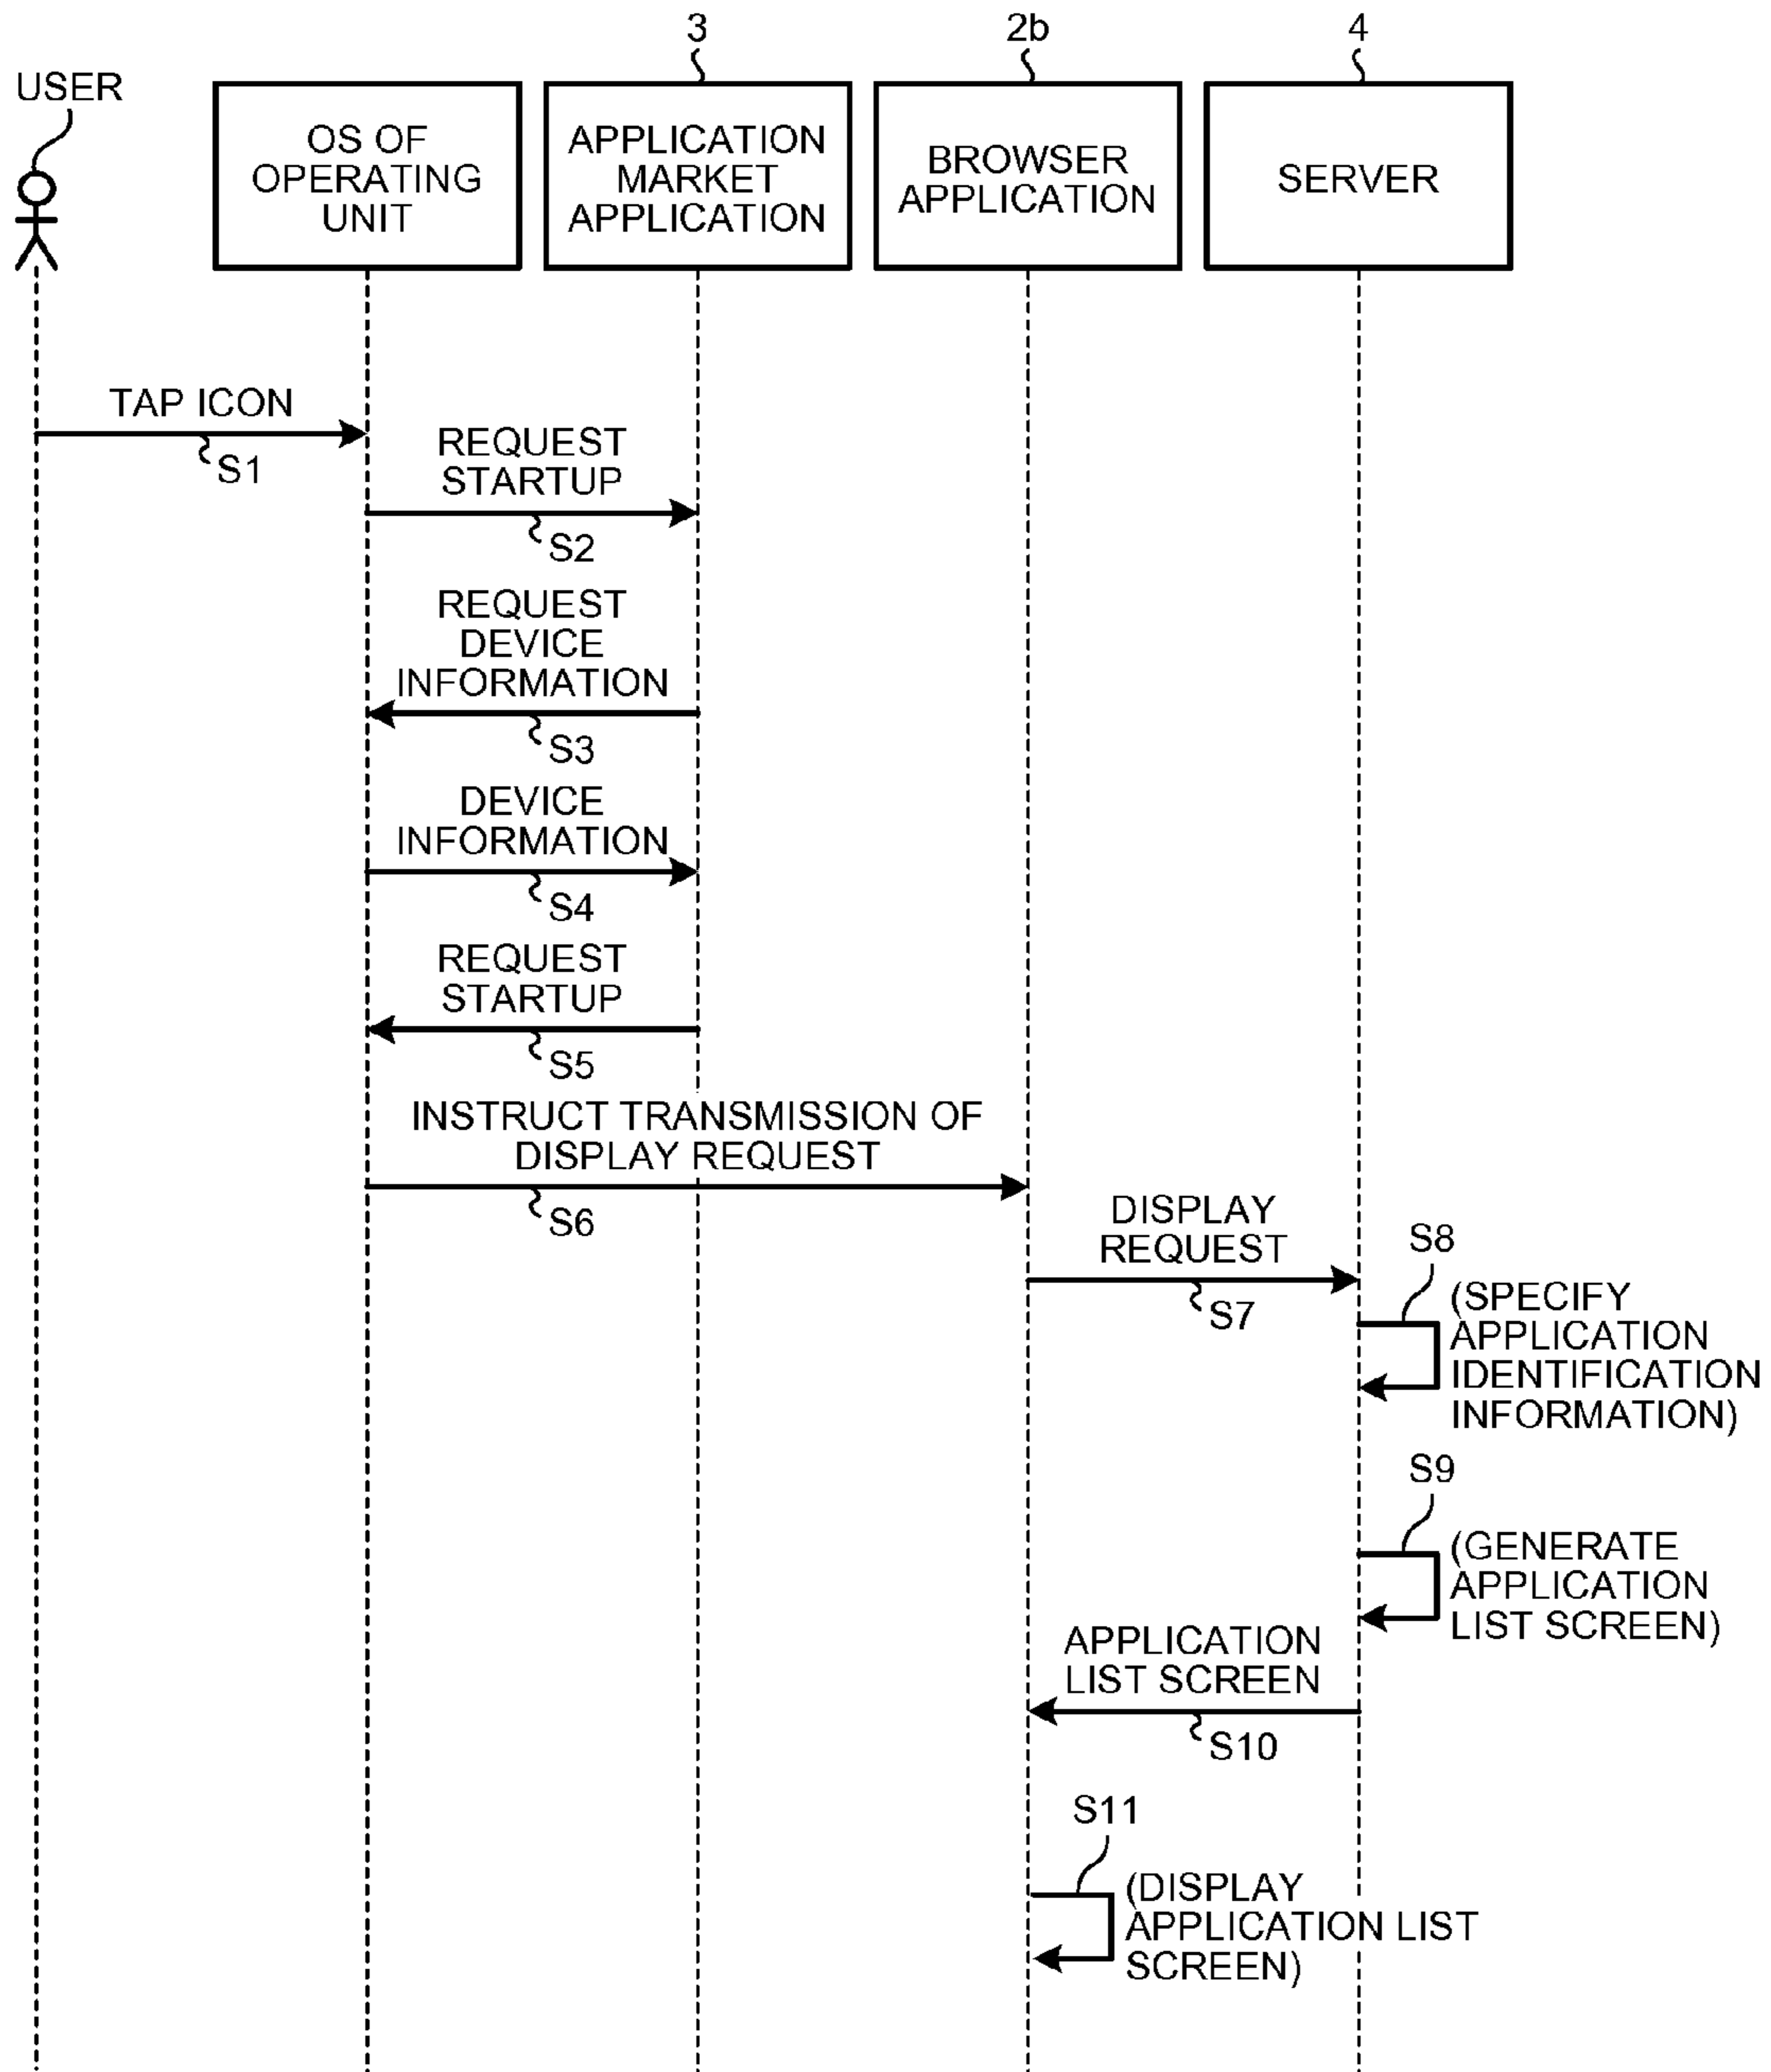 3
2b
4
USER
OS OF
OPERATING
UNIT
APPLICATION
MARKET
APPLICATION
BROWSER
APPLICATION
SERVER
TAP ICON
S1
REQUEST
STARTUP
S2
REQUEST
DEVICE
INFORMATION
S3
DEVICE
INFORMATION
S4
REQUEST
STARTUP
S5
INSTRUCT TRANSMISSION OF
DISPLAY REQUEST
S6
DISPLAY
REQUEST
S7
S8
(SPECIFY
APPLICATION
IDENTIFICATION
INFORMATION)
S9
(GENERATE
APPLICATION
LIST SCREEN)
APPLICATION
LIST SCREEN
S10
S11
(DISPLAY
APPLICATION LIST
SCREEN)